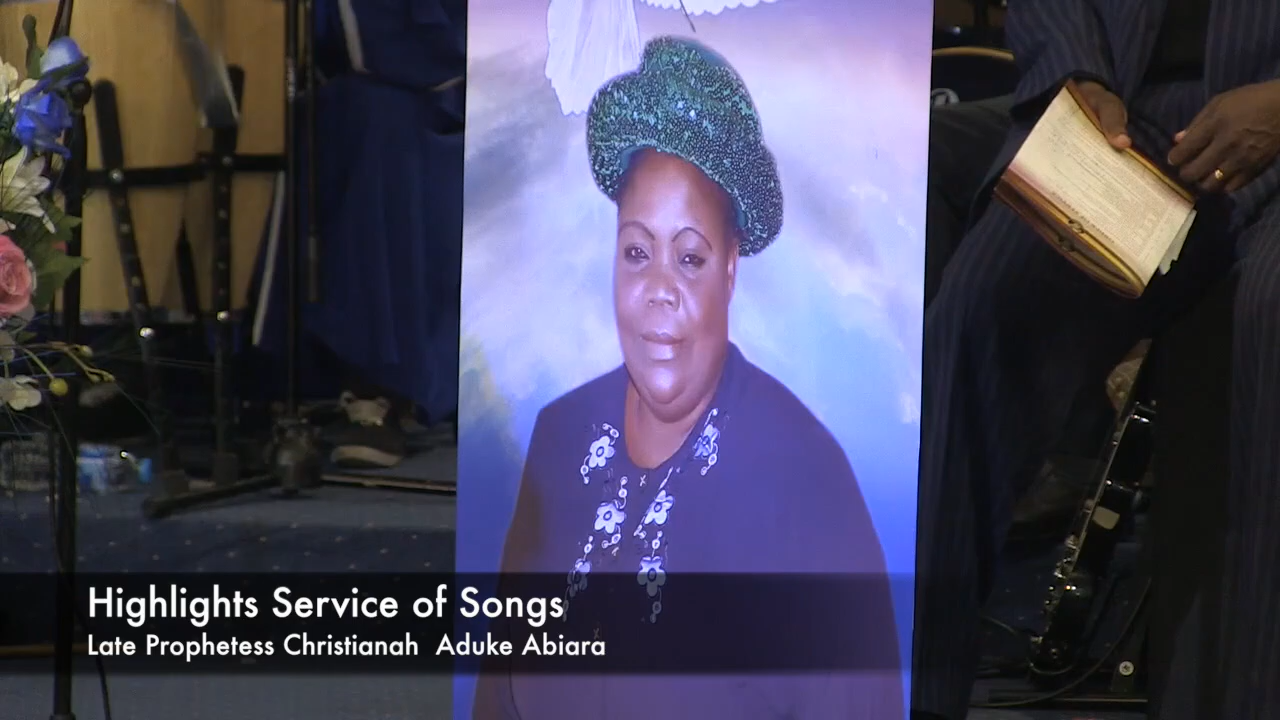 Highlights Service of Songs
Late Prophetess Christianah Aduke Abiara